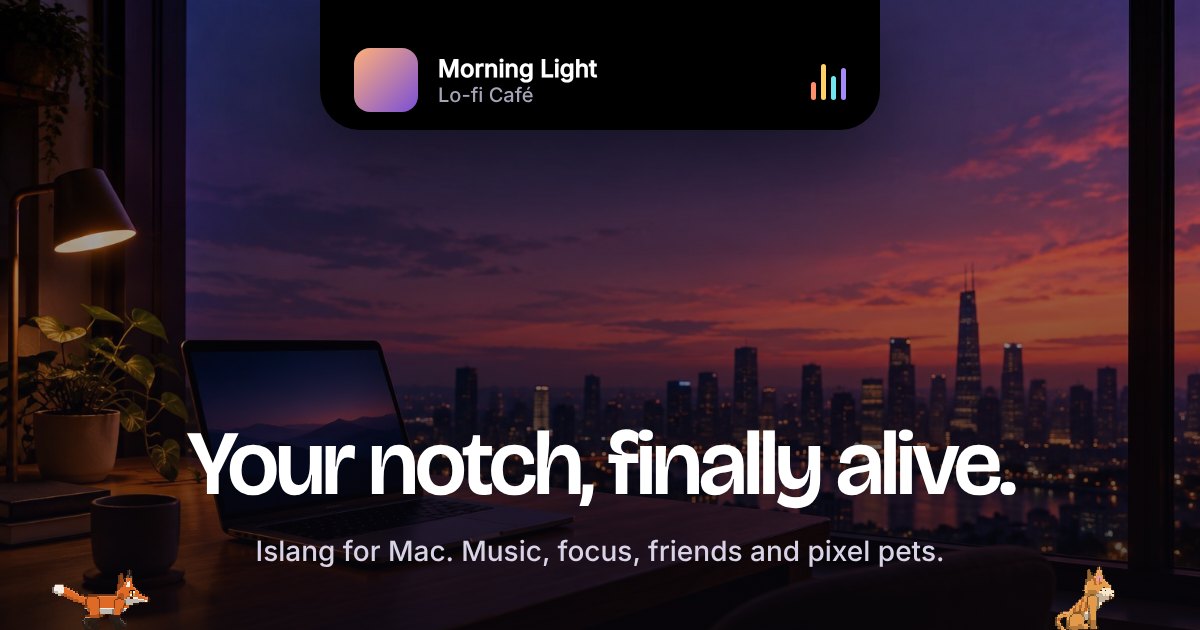 Morning Light
Lo-fi Café
Your notch, finally alive.
Islang for Mac. Music, focus, friends and pixel pets.